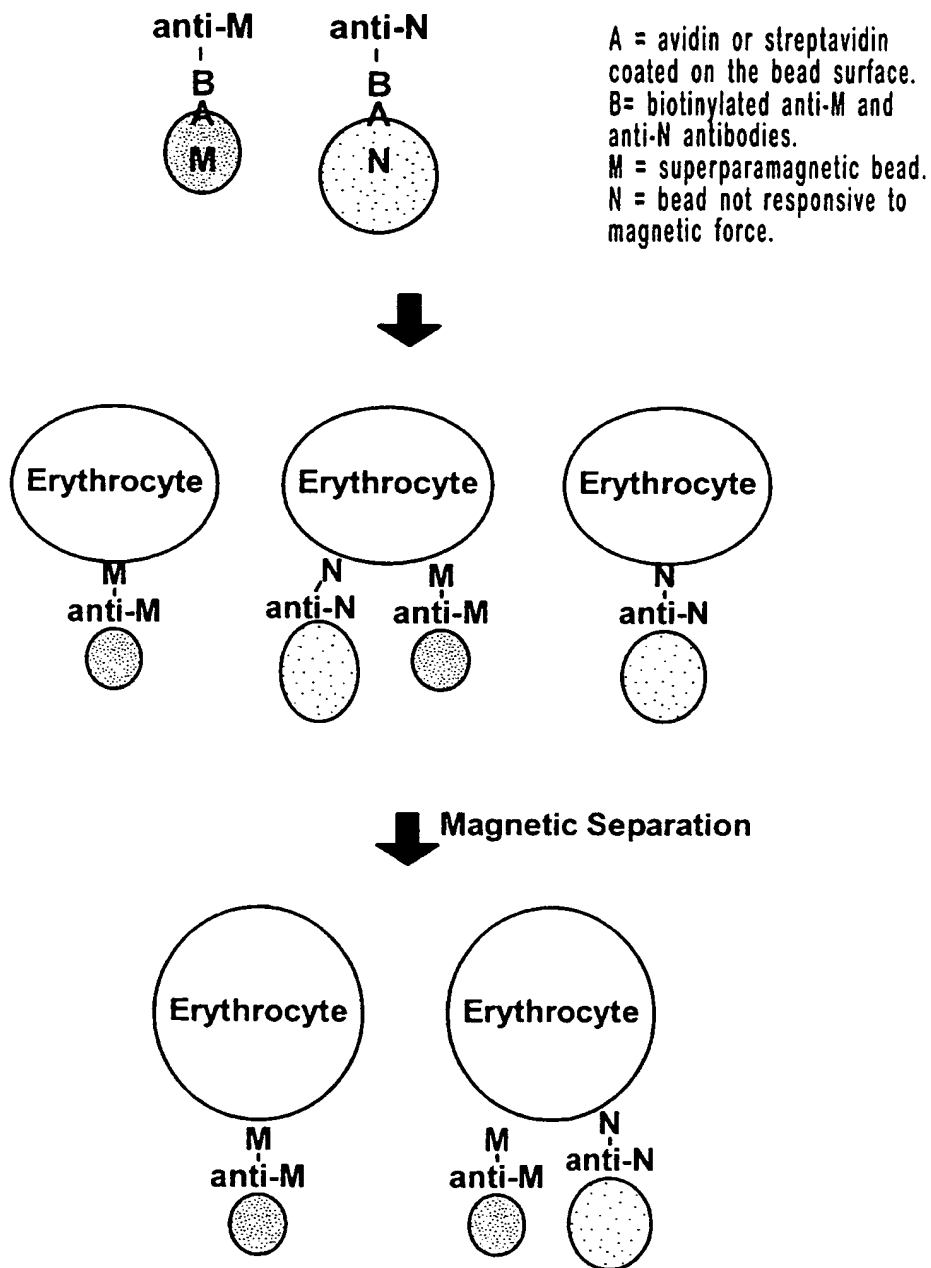 anti-M anti-N
B B
A A
M N
A = avidin or streptavidin
coated on the bead surface.
B= biotinylated anti-M and
anti-N antibodies.
M = superparamagnetic bead.
N = bead not responsive to
magnetic force.
Erythrocyte Erythrocyte Erythrocyte
M N M N
anti-M anti-N anti-M anti-N
Magnetic Separation
Erythrocyte Erythrocyte
M M N
anti-M anti-M anti-N